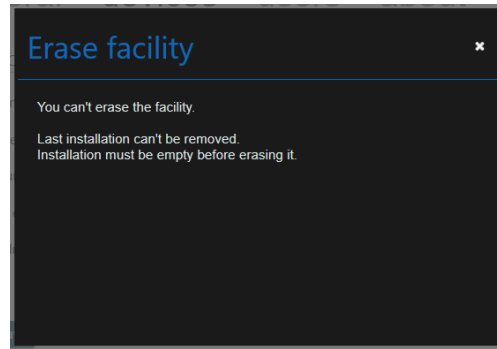 Erase facility
You can't erase the facility.
Last installation can't be removed.
Installation must be empty before erasing it.